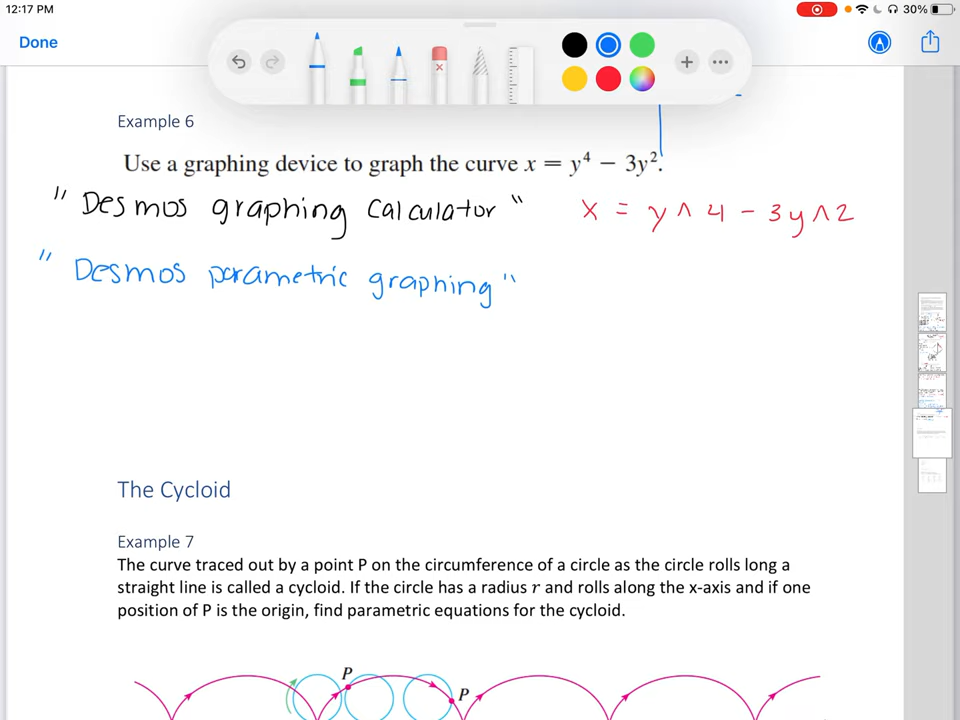 12:17 PM
30%
Done
Example 6
Use a graphing device to graph the curve x = y⁴ − 3y².
"Desmos graphing calculator" x = y^4 - 3y^2
"Desmos parametric graphing"
The Cycloid
Example 7
The curve traced out by a point P on the circumference of a circle as the circle rolls long a
straight line is called a cycloid. If the circle has a radius r and rolls along the x-axis and if one
position of P is the origin, find parametric equations for the cycloid.
P
P